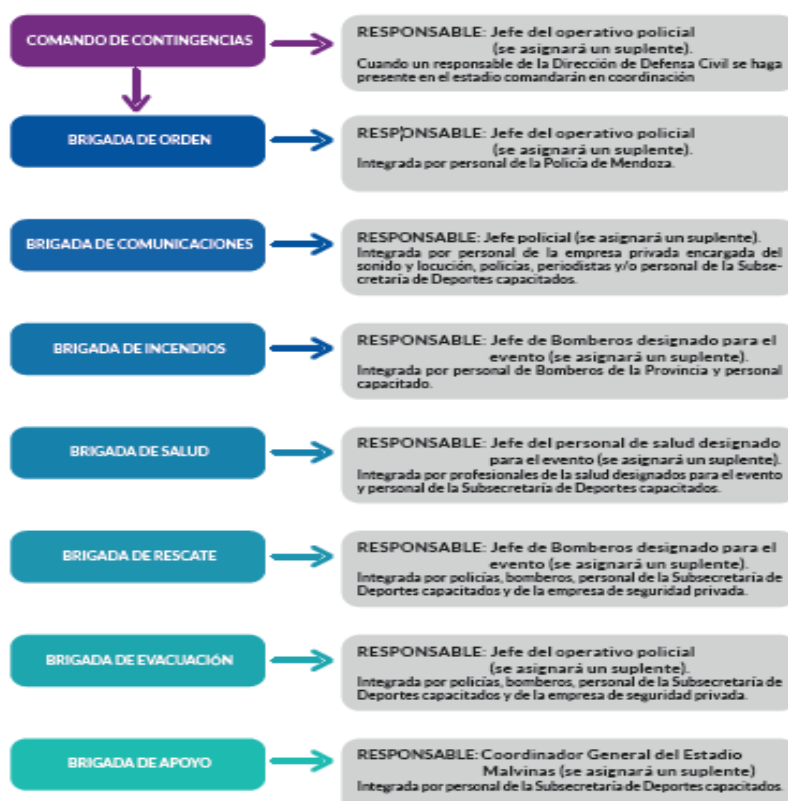 COMANDO DE CONTINGENCIAS
RESPONSABLE: Jefe del operativo policial
(se asignará un suplente).
Cuando un responsable de la Dirección de Defensa Civil se haga
presente en el estadio comandarán en coordinación
BRIGADA DE ORDEN
RESPONSABLE: Jefe del operativo policial
(se asignará un suplente).
Integrada por personal de la Policía de Mendoza.
BRIGADA DE COMUNICACIONES
RESPONSABLE: Jefe policial (se asignará un suplente).
Integrada por personal de la empresa privada encargada del
sonido y locución, policías, periodistas y/o personal de la Subse-
cretaría de Deportes capacitados.
BRIGADA DE INCENDIOS
RESPONSABLE: Jefe de Bomberos designado para el
evento (se asignará un suplente).
Integrada por personal de Bomberos de la Provincia y personal
capacitado.
BRIGADA DE SALUD
RESPONSABLE: Jefe del personal de salud designado
para el evento (se asignará un suplente).
Integrada por profesionales de la salud designados para el evento
y personal de la Subsecretaría de Deportes capacitados.
BRIGADA DE RESCATE
RESPONSABLE: Jefe de Bomberos designado para el
evento (se asignará un suplente).
Integrada por policías, bomberos, personal de la Subsecretaría de
Deportes capacitados y de la empresa de seguridad privada.
BRIGADA DE EVACUACIÓN
RESPONSABLE: Jefe del operativo policial
(se asignará un suplente).
Integrada por policías, bomberos, personal de la Subsecretaría de
Deportes capacitados y de la empresa de seguridad privada.
BRIGADA DE APOYO
RESPONSABLE: Coordinador General del Estadio
Malvinas (se asignará un suplente)
Integrada por personal de la Subsecretaría de Deportes capacitados.